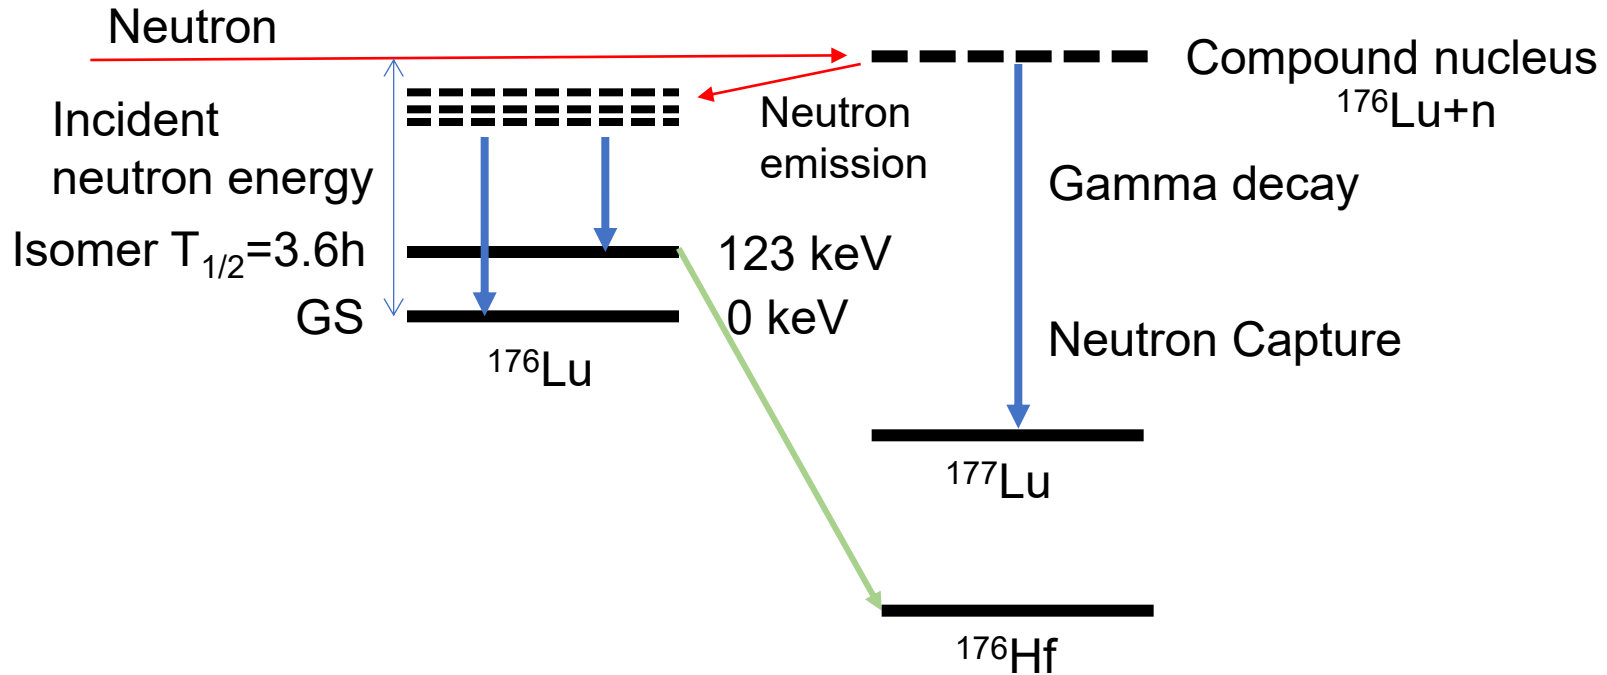 Neutron
Compound nucleus
¹⁷⁶Lu+n
Incident
neutron energy
Neutron
emission
Gamma decay
Isomer T₁/₂=3.6h
123 keV
GS
0 keV
Neutron Capture
¹⁷⁶Lu
¹⁷⁷Lu
¹⁷⁶Hf